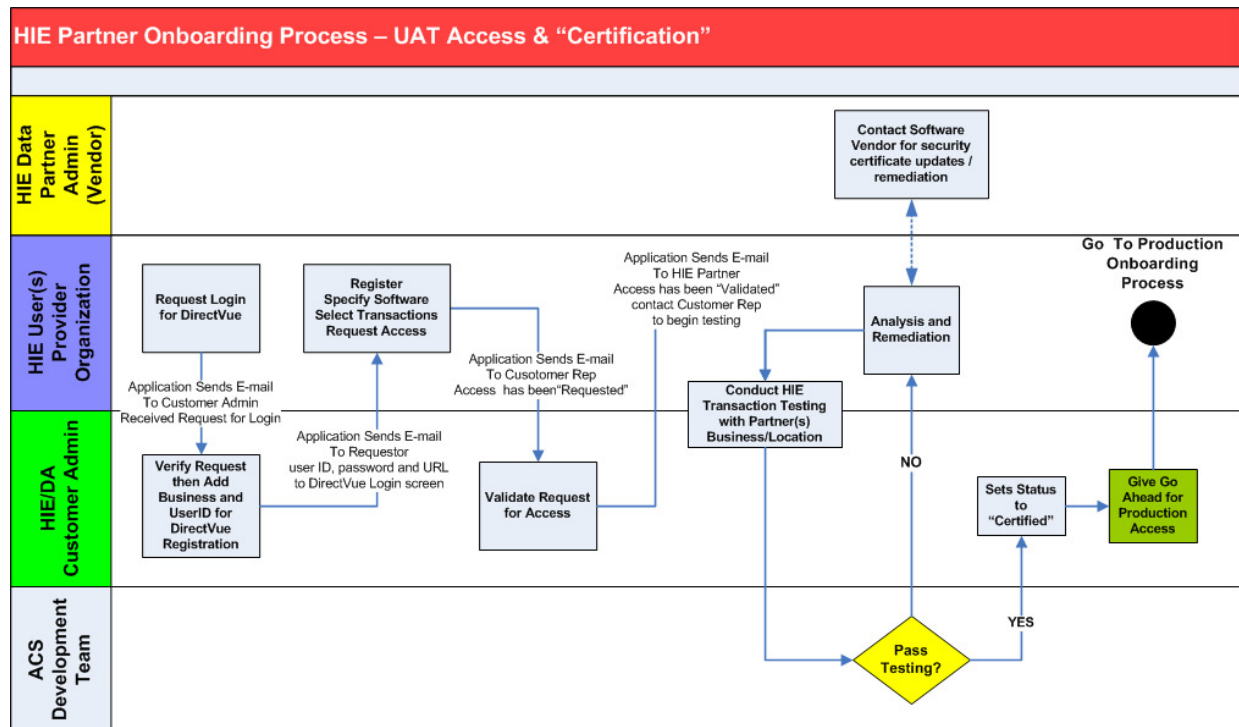 HIE Partner Onboarding Process – UAT Access & “Certification”
HIE Data
Partner
Admin
(Vendor)
Contact Software
Vendor for security
certificate updates /
remediation
HIE User(s)
Provider
Organization
Request Login
for DirectVue
Register
Specify Software
Select Transactions
Request Access
Application Sends E-mail
To HIE Partner
Access has been “Validated”
contact Customer Rep
to begin testing
Analysis and
Remediation
Go To Production
Onboarding
Process
Application Sends E-mail
To Customer Admin
Received Request for Login
Application Sends E-mail
To Cusotomer Rep
Access has been“Requested”
Conduct HIE
Transaction Testing
with Partner(s)
Business/Location
HIE/DA
Customer Admin
Verify Request
then Add
Business and
UserID for
DirectVue
Registration
Application Sends E-mail
To Requestor
user ID, password and URL
to DirectVue Login screen
Validate Request
for Access
NO
Sets Status
to
“Certified”
Give Go
Ahead for
Production
Access
ACS
Development
Team
Pass
Testing?
YES